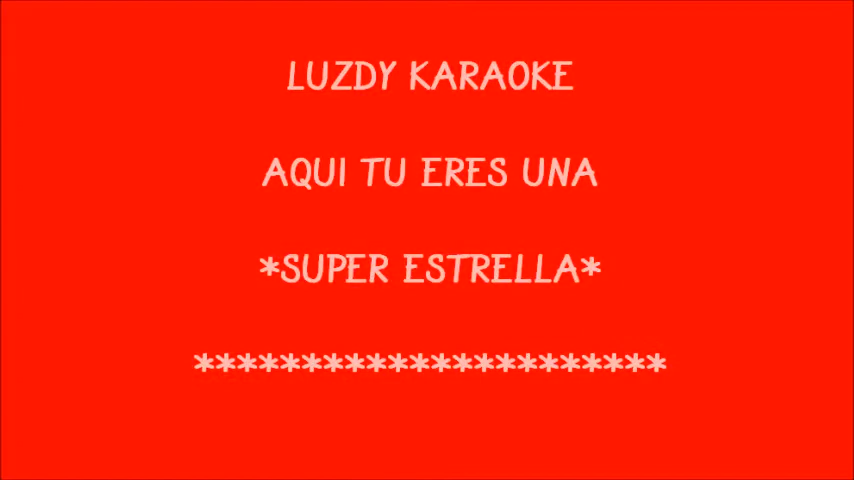 LUZDY KARAOKE
AQUI TU ERES UNA
*SUPER ESTRELLA*
**********************